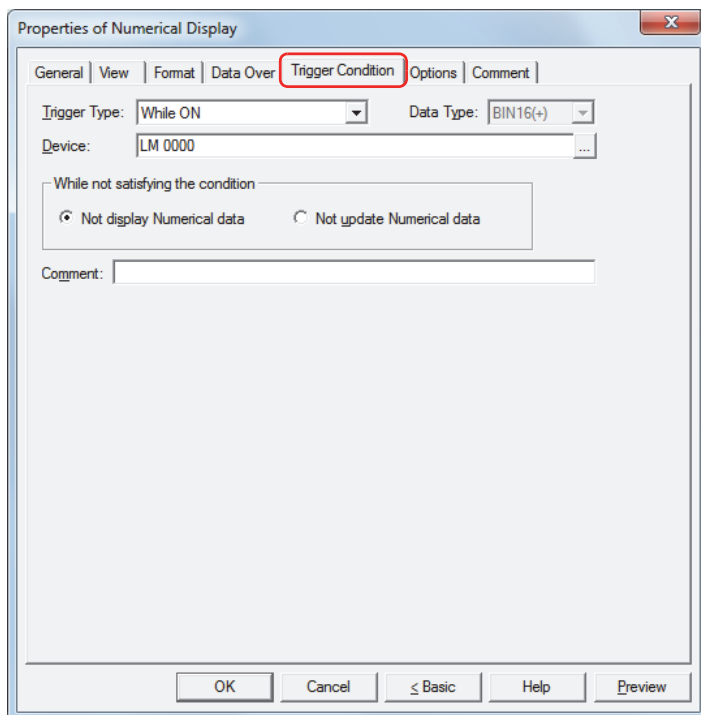 Properties of Numerical Display
General View Format Data Over Trigger Condition Options Comment
Trigger Type: While ON Data Type: BIN16(+)
Device: LM 0000 ...
While not satisfying the condition
Not display Numerical data Not update Numerical data
Comment:
OK Cancel < Basic Help Preview